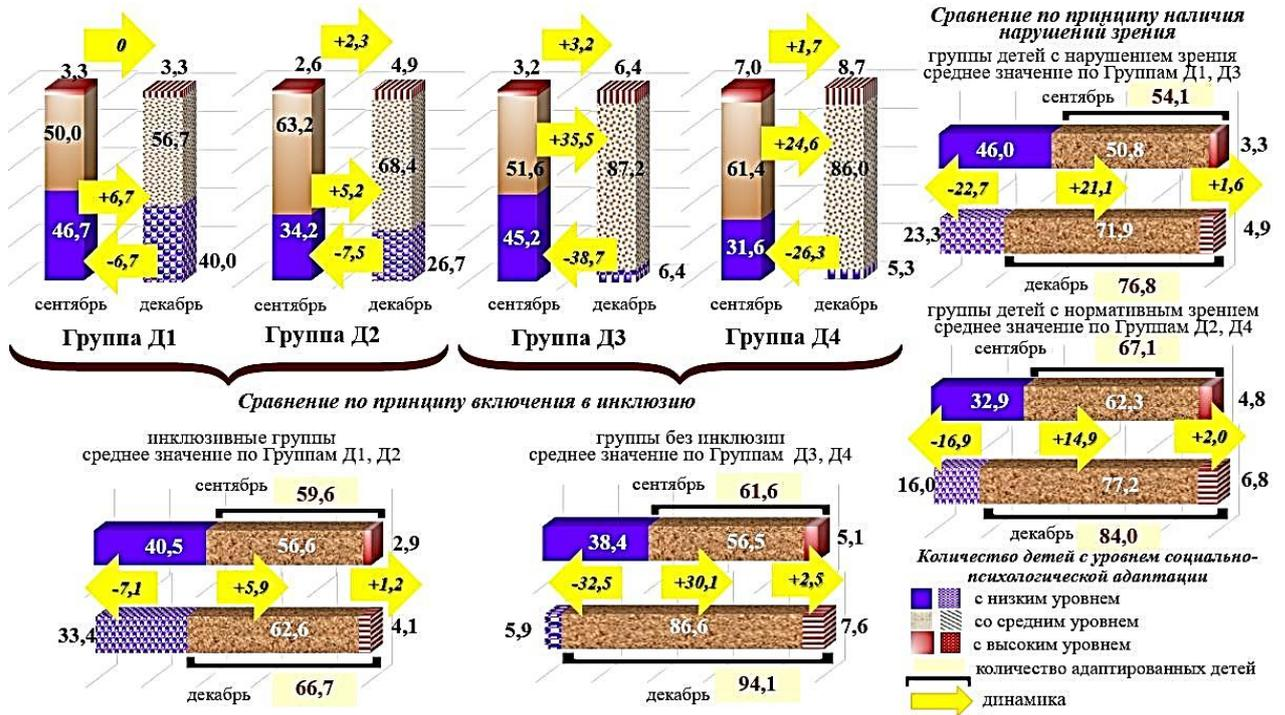 0
+2,3
+3,2
+1,7
3,3
3,3
2,6
4,9
3,2
6,4
7,0
8,7
50,0
56,7
63,2
68,4
51,6
+35,5
87,2
61,4
+24,6
86,0
+6,7
+5,2
46,7
-6,7
40,0
34,2
-7,5
26,7
45,2
-38,7
6,4
31,6
-26,3
5,3
сентябрь декабрь
сентябрь декабрь
сентябрь декабрь
сентябрь декабрь
Группа Д1
Группа Д2
Группа Д3
Группа Д4
Сравнение по принципу включения в инклюзию
инклюзивные группы
среднее значение по Группам Д1, Д2
сентябрь 59,6
40,5
56,6
2,9
-7,1
+5,9
+1,2
33,4
62,6
4,1
декабрь 66,7
группы без инклюзии
среднее значение по Группам Д3, Д4
сентябрь 61,6
38,4
56,5
5,1
-32,5
+30,1
+2,5
5,9
86,6
7,6
декабрь 94,1
Сравнение по принципу наличия
нарушений зрения
группы детей с нарушением зрения
среднее значение по Группам Д1, Д3
сентябрь 54,1
46,0
50,8
3,3
-22,7
+21,1
+1,6
23,3
71,9
4,9
декабрь 76,8
группы детей с нормативным зрением
среднее значение по Группам Д2, Д4
сентябрь 67,1
32,9
62,3
4,8
-16,9
+14,9
+2,0
16,0
77,2
6,8
декабрь 84,0
Количество детей с уровнем социально-
психологической адаптации
с низким уровнем
со средним уровнем
с высоким уровнем
количество адаптированных детей
динамика